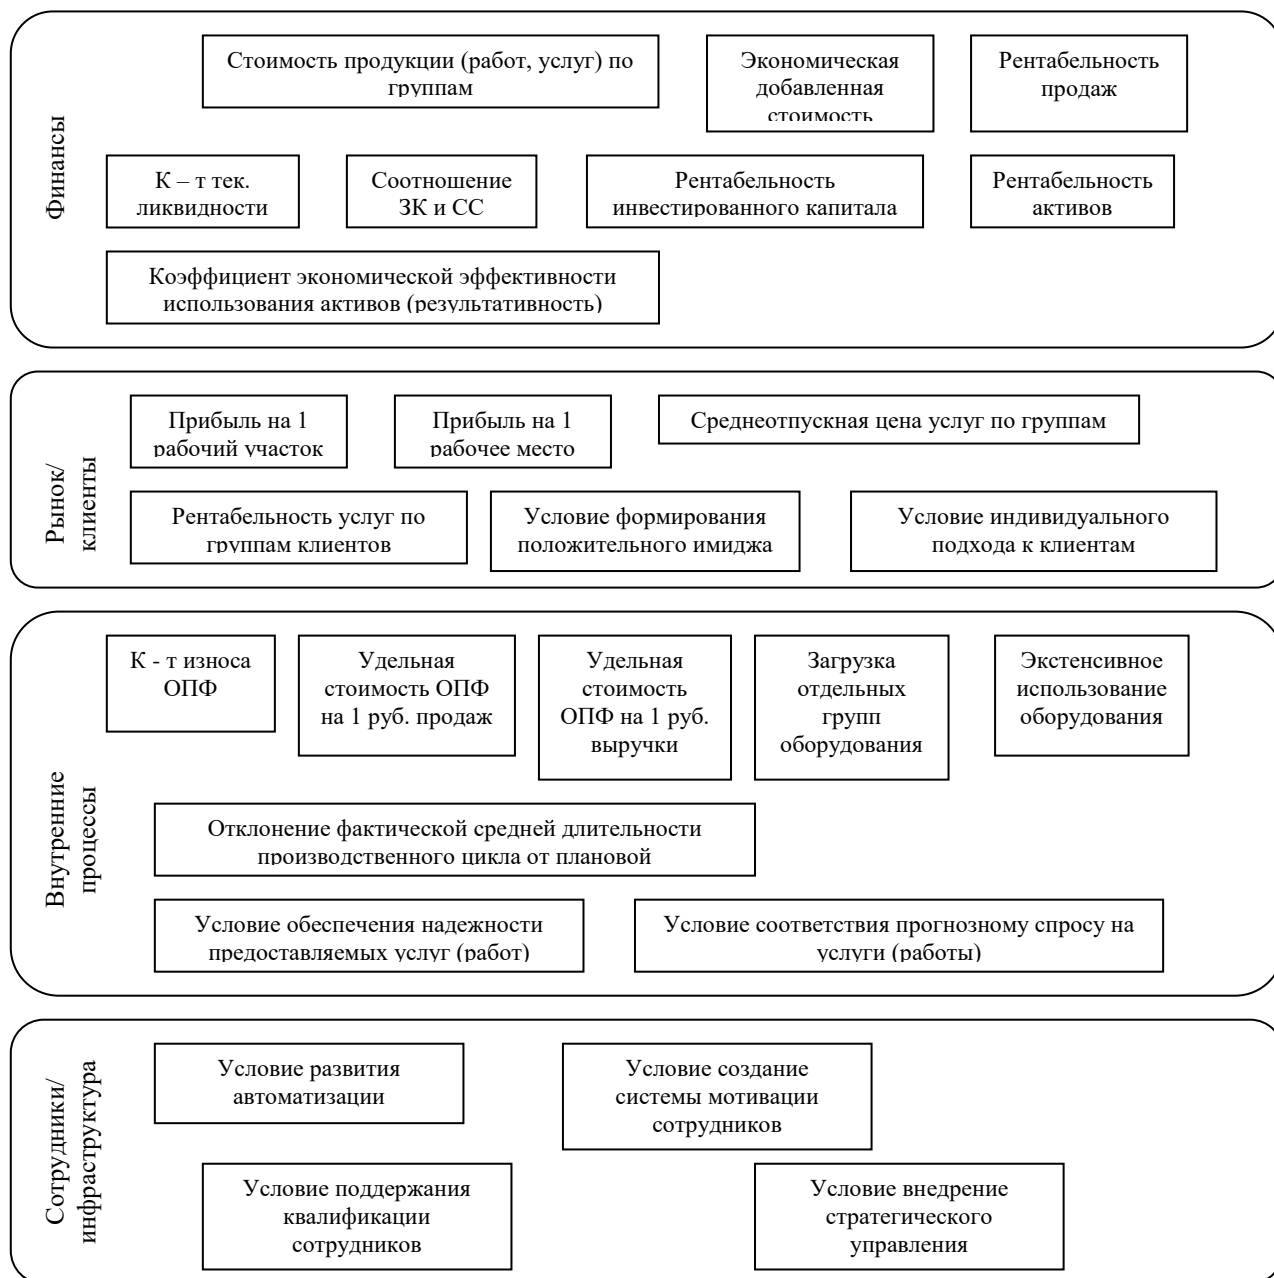 Финансы
Стоимость продукции (работ, услуг) по
группам
Экономическая
добавленная
стоимость
Рентабельность
продаж
К – т тек.
ликвидности
Соотношение
ЗК и СС
Рентабельность
инвестированного капитала
Рентабельность
активов
Коэффициент экономической эффективности
использования активов (результативность)
Рынок/
клиенты
Прибыль на 1
рабочий участок
Прибыль на 1
рабочее место
Среднеотпускная цена услуг по группам
Рентабельность услуг по
группам клиентов
Условие формирования
положительного имиджа
Условие индивидуального
подхода к клиентам
Внутренние
процессы
К - т износа
ОПФ
Удельная
стоимость ОПФ
на 1 руб. продаж
Удельная
стоимость
ОПФ на 1 руб.
выручки
Загрузка
отдельных
групп
оборудования
Экстенсивное
использование
оборудования
Отклонение фактической средней длительности
производственного цикла от плановой
Условие обеспечения надежности
предоставляемых услуг (работ)
Условие соответствия прогнозному спросу на
услуги (работы)
Сотрудники/
инфраструктура
Условие развития
автоматизации
Условие создание
системы мотивации
сотрудников
Условие поддержания
квалификации
сотрудников
Условие внедрение
стратегического
управления